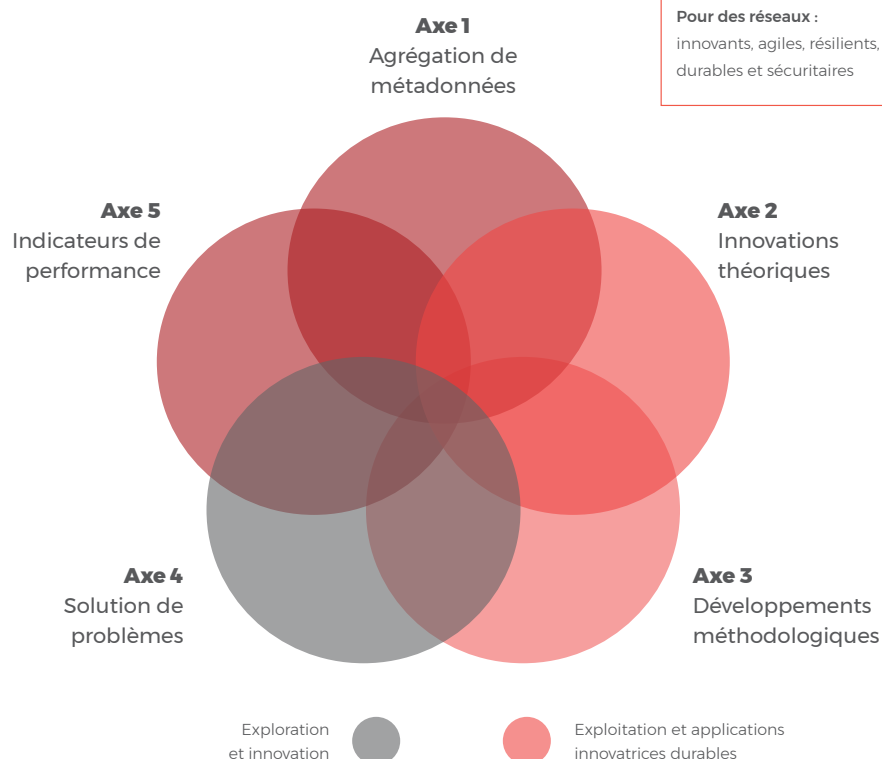 Axe 1
Agrégation de
métadonnées
Pour des réseaux :
innovants, agiles, résilients,
durables et sécuritaires
Axe 5
Indicateurs de
performance
Axe 2
Innovations
théoriques
Axe 4
Solution de
problèmes
Axe 3
Développements
méthodologiques
Exploration
et innovation
Exploitation et applications
innovatrices durables